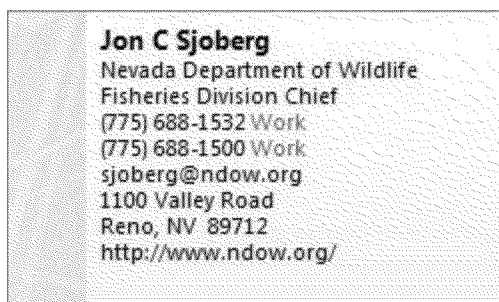 Jon C Sjoberg
Nevada Department of Wildlife
Fisheries Division Chief
(775) 688-1532 Work
(775) 688-1500 Work
sjoberg@ndow.org
1100 Valley Road
Reno, NV 89712
http://www.ndow.org/